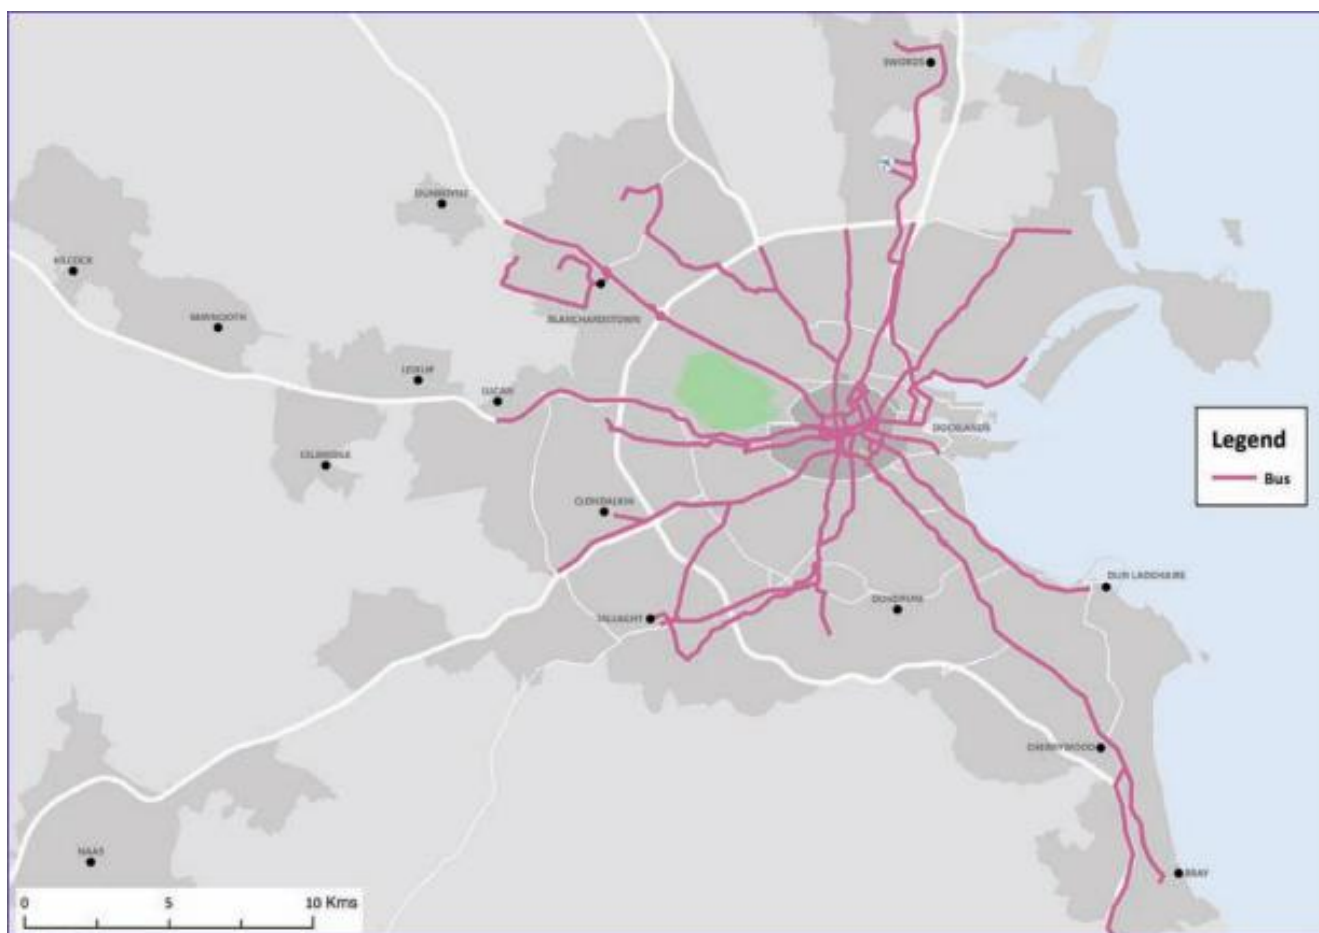 SWORDS
DUNBOYNE
KILCOCK
MAYNOOTH
BLANCHARDSTOWN
LEIXLIP
LUCAN
DOCKLANDS
Legend
Bus
CELBRIDGE
CLONDALKIN
DUN LAOGHAIRE
DUNDRUM
TALLAGHT
CHERRYWOOD
NAAS
BRAY
0 5 10 Kms